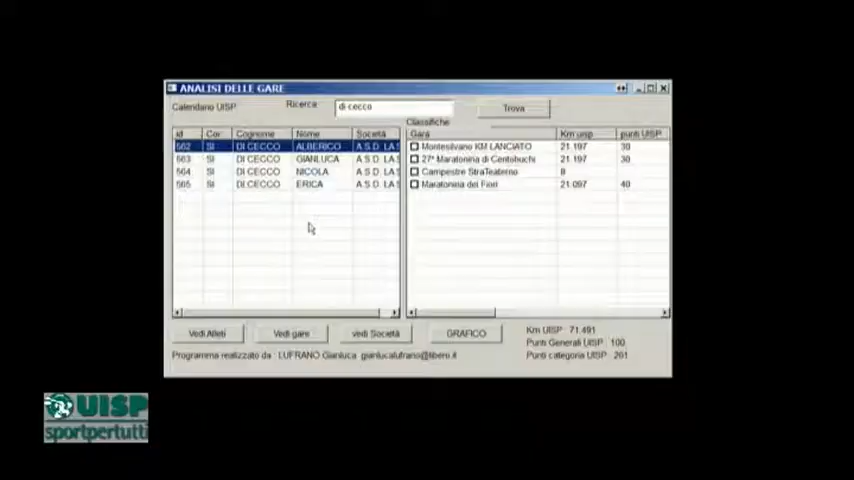 ANALISI DELLE GARE
Calendario UISP
Ricerca
di cecco
Trova
Classifiche
id Cor Cognome Nome Società
562 SI DI CECCO ALBERICO A.S.D. LA S
563 SI DI CECCO GIANLUCA A.S.D. LA S
564 SI DI CECCO NICOLA A.S.D. LA S
565 SI DI CECCO ERICA A.S.D. LA S
Gara Km uisp punti UISP
Montesilvano KM LANCIATO 21.197 30
27ª Maratonina di Centobuchi 21.197 30
Campestre StraTeaterno 8
Maratonina dei Fiori 21.097 40
Vedi Atleti
Vedi gare
vedi Società
GRAFICO
Km UISP 71.491
Punti Generali UISP 100
Punti categoria UISP 201
Programma realizzato da : LUFRANO Gianluca gianlucalufrano@libero.it
UISP
sportpertutti